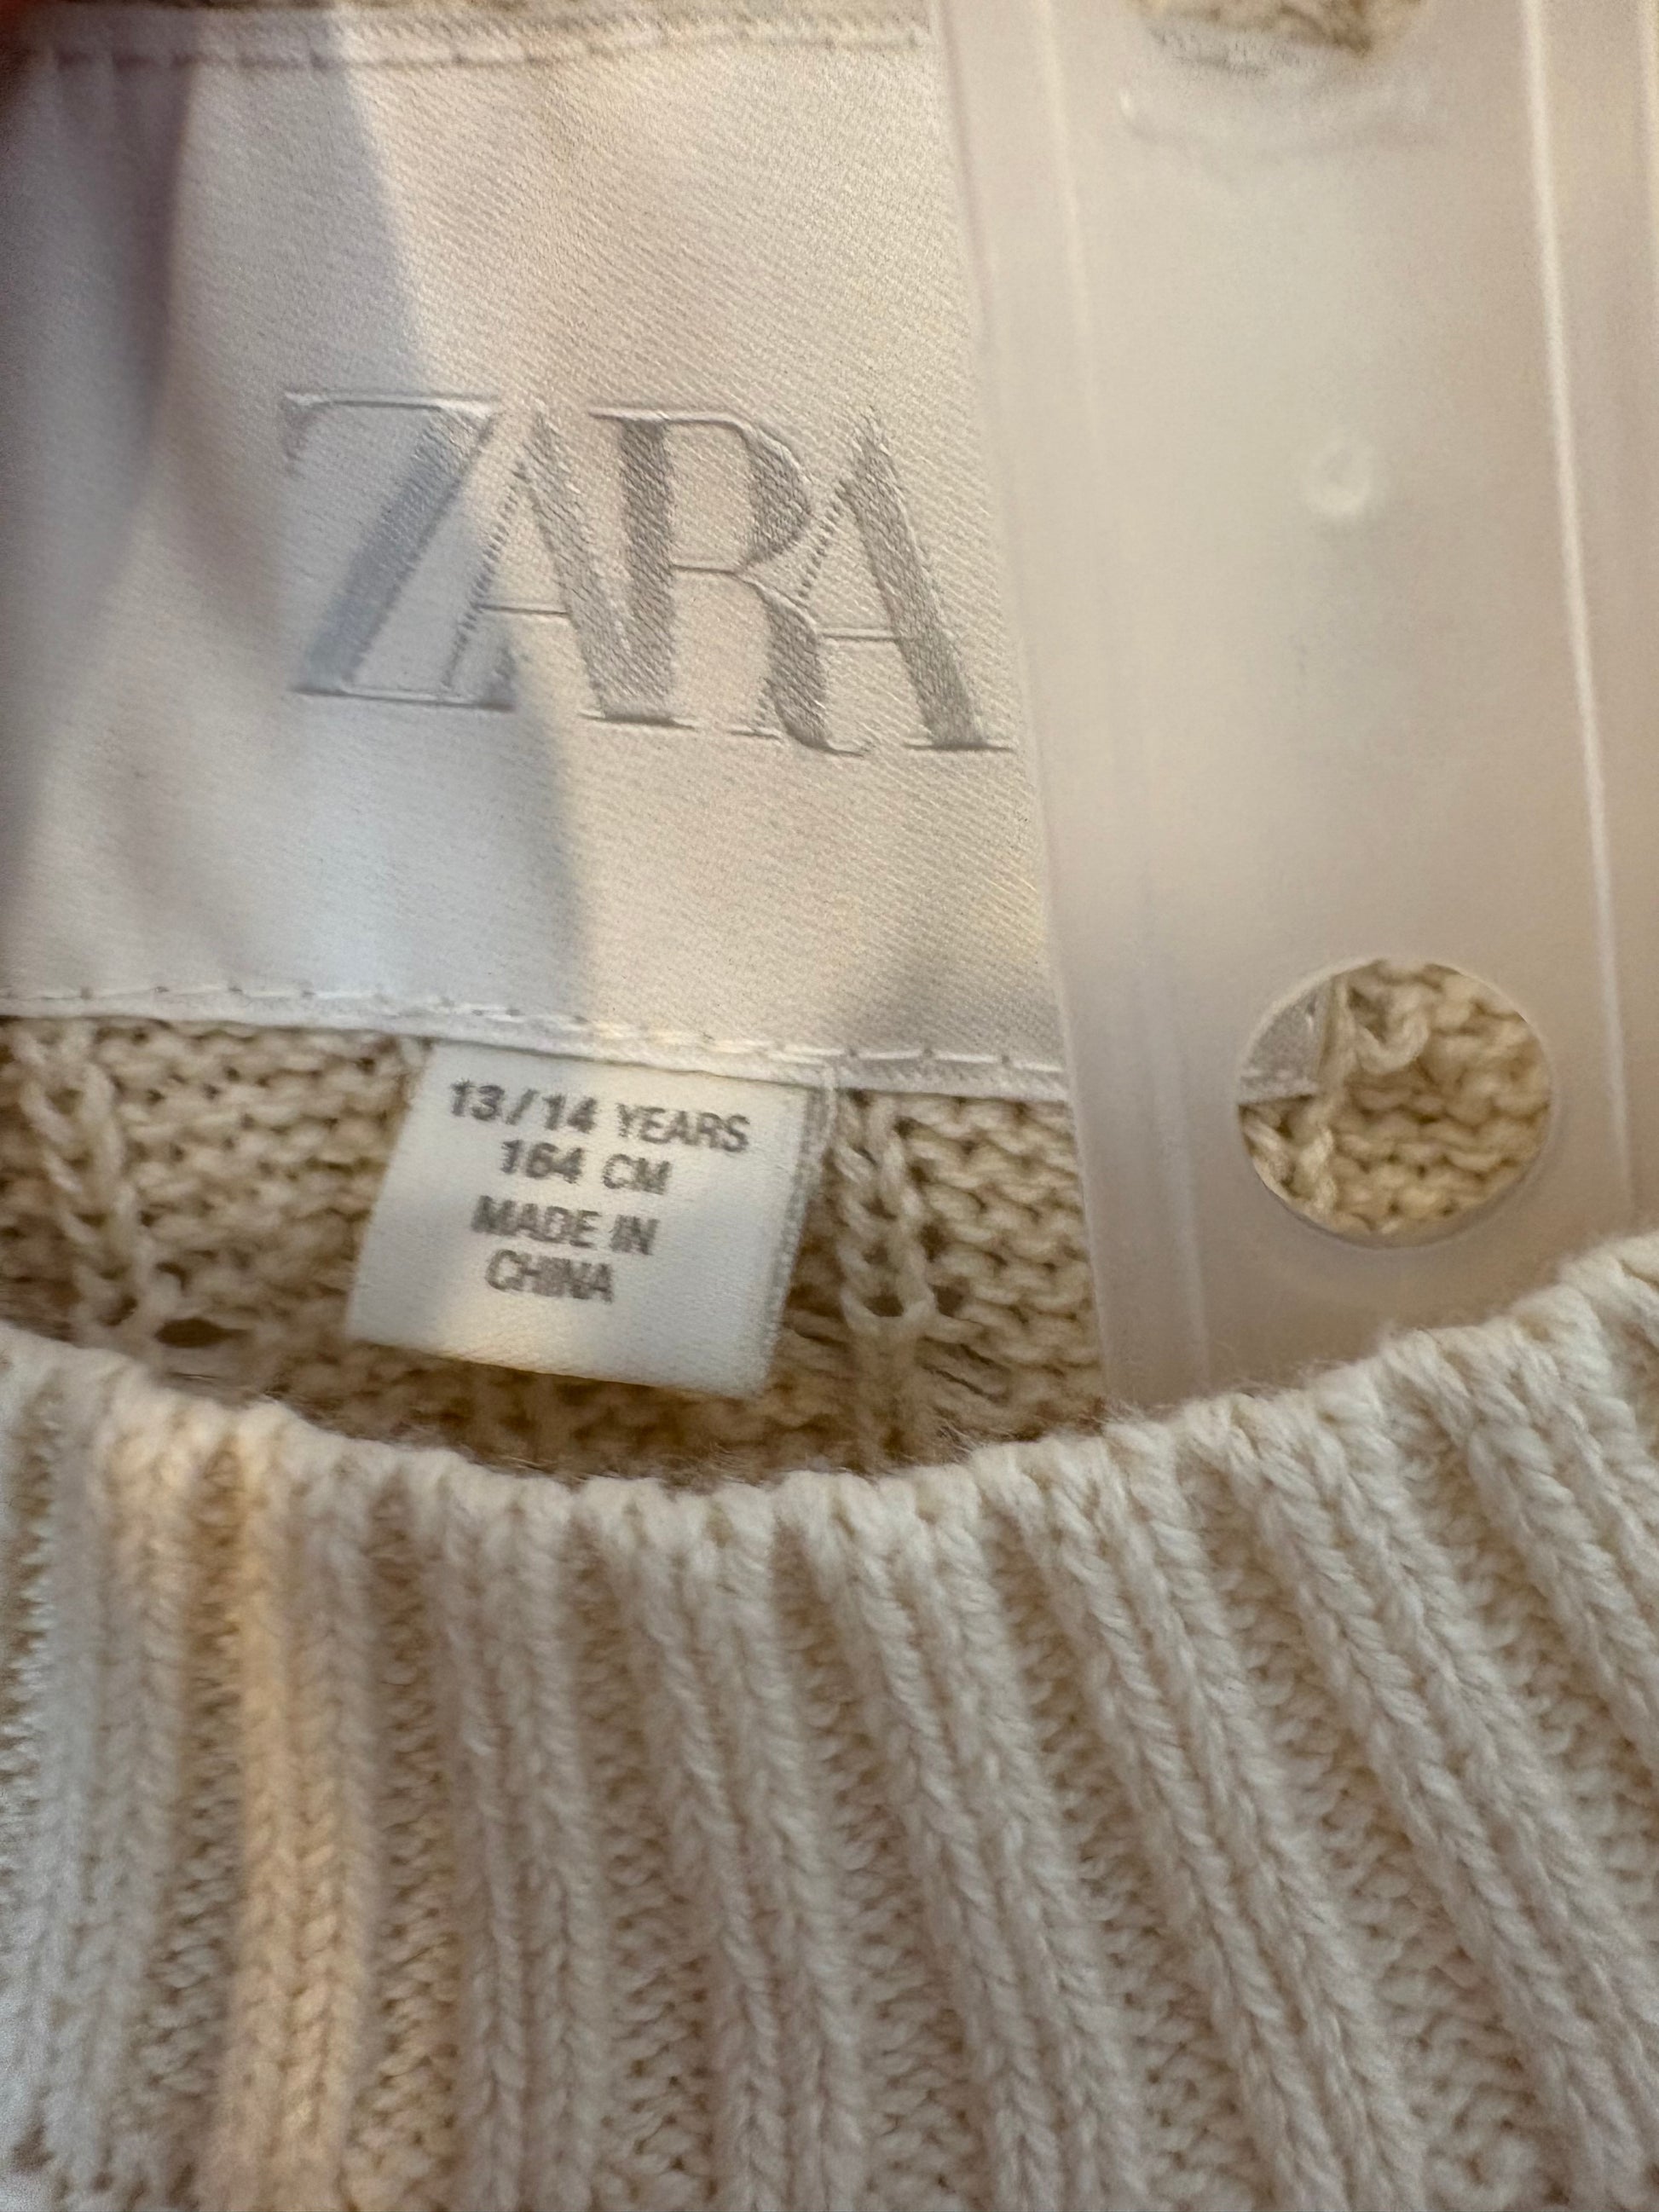 ZARA
13/14 YEARS
164 CM
MADE IN
CHINA